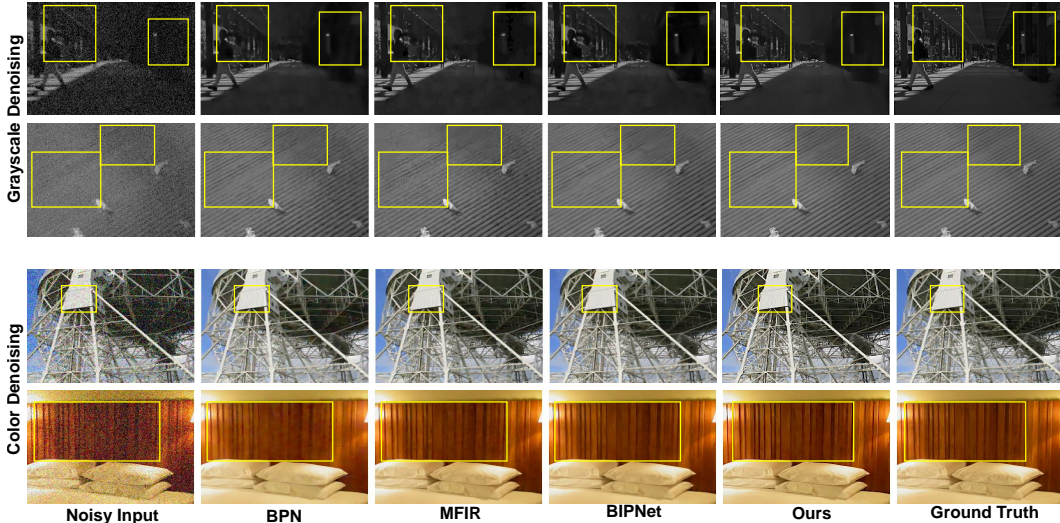 Grayscale Denoising
Color Denoising
Noisy Input
BPN
MFIR
BIPNet
Ours
Ground Truth